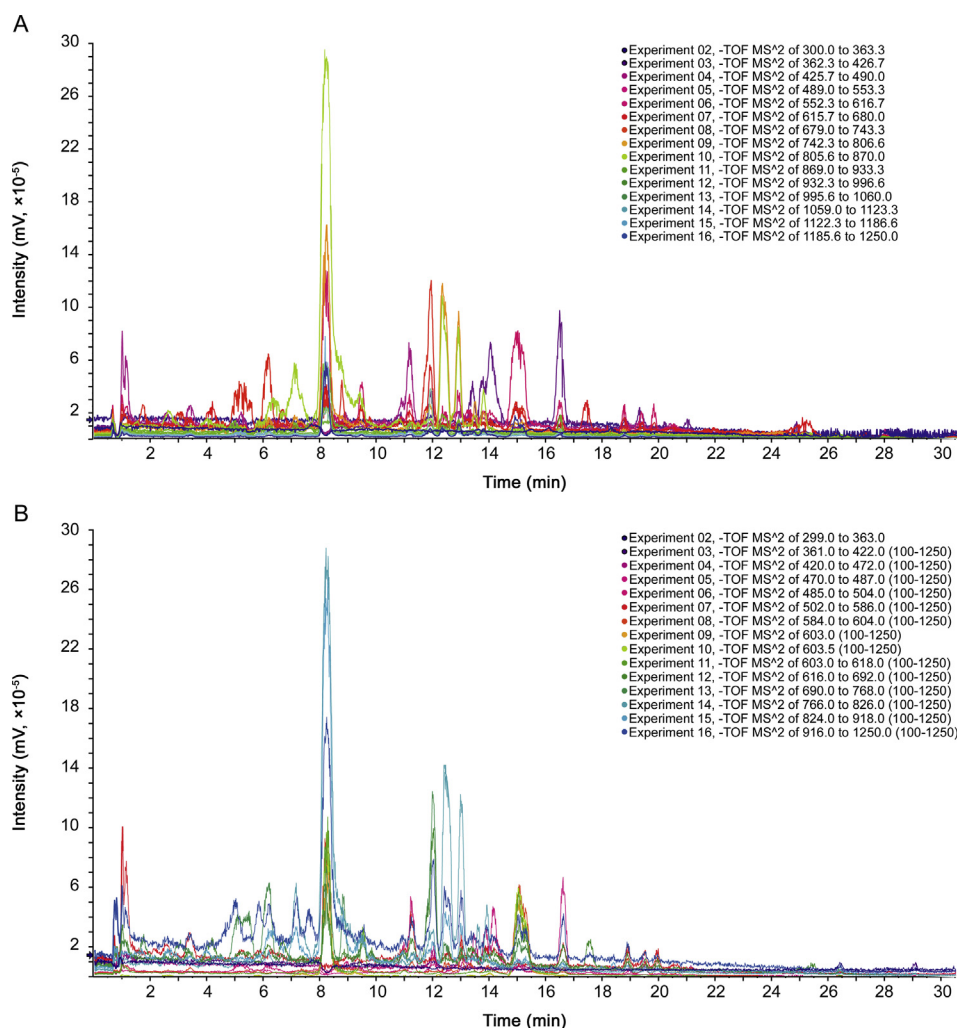 A
30
26
22
18
14
10
6
2
Intensity (mV, ×10⁻⁵)
Experiment 02, -TOF MS^2 of 300.0 to 363.3
Experiment 03, -TOF MS^2 of 362.3 to 426.7
Experiment 04, -TOF MS^2 of 425.7 to 490.0
Experiment 05, -TOF MS^2 of 489.0 to 553.3
Experiment 06, -TOF MS^2 of 552.3 to 616.7
Experiment 07, -TOF MS^2 of 615.7 to 680.0
Experiment 08, -TOF MS^2 of 679.0 to 743.3
Experiment 09, -TOF MS^2 of 742.3 to 806.6
Experiment 10, -TOF MS^2 of 805.6 to 870.0
Experiment 11, -TOF MS^2 of 869.0 to 933.3
Experiment 12, -TOF MS^2 of 932.3 to 996.6
Experiment 13, -TOF MS^2 of 995.6 to 1060.0
Experiment 14, -TOF MS^2 of 1059.0 to 1123.3
Experiment 15, -TOF MS^2 of 1122.3 to 1186.6
Experiment 16, -TOF MS^2 of 1185.6 to 1250.0
2 4 6 8 10 12 14 16 18 20 22 24 26 28 30
Time (min)
B
30
26
22
18
14
10
6
2
Intensity (mV, ×10⁻⁵)
Experiment 02, -TOF MS^2 of 299.0 to 363.0
Experiment 03, -TOF MS^2 of 361.0 to 422.0 (100-1250)
Experiment 04, -TOF MS^2 of 420.0 to 472.0 (100-1250)
Experiment 05, -TOF MS^2 of 470.0 to 487.0 (100-1250)
Experiment 06, -TOF MS^2 of 485.0 to 504.0 (100-1250)
Experiment 07, -TOF MS^2 of 502.0 to 586.0 (100-1250)
Experiment 08, -TOF MS^2 of 584.0 to 604.0 (100-1250)
Experiment 09, -TOF MS^2 of 603.0 (100-1250)
Experiment 10, -TOF MS^2 of 603.5 (100-1250)
Experiment 11, -TOF MS^2 of 603.0 to 618.0 (100-1250)
Experiment 12, -TOF MS^2 of 616.0 to 692.0 (100-1250)
Experiment 13, -TOF MS^2 of 690.0 to 768.0 (100-1250)
Experiment 14, -TOF MS^2 of 766.0 to 826.0 (100-1250)
Experiment 15, -TOF MS^2 of 824.0 to 918.0 (100-1250)
Experiment 16, -TOF MS^2 of 916.0 to 1250.0 (100-1250)
2 4 6 8 10 12 14 16 18 20 22 24 26 28 30
Time (min)